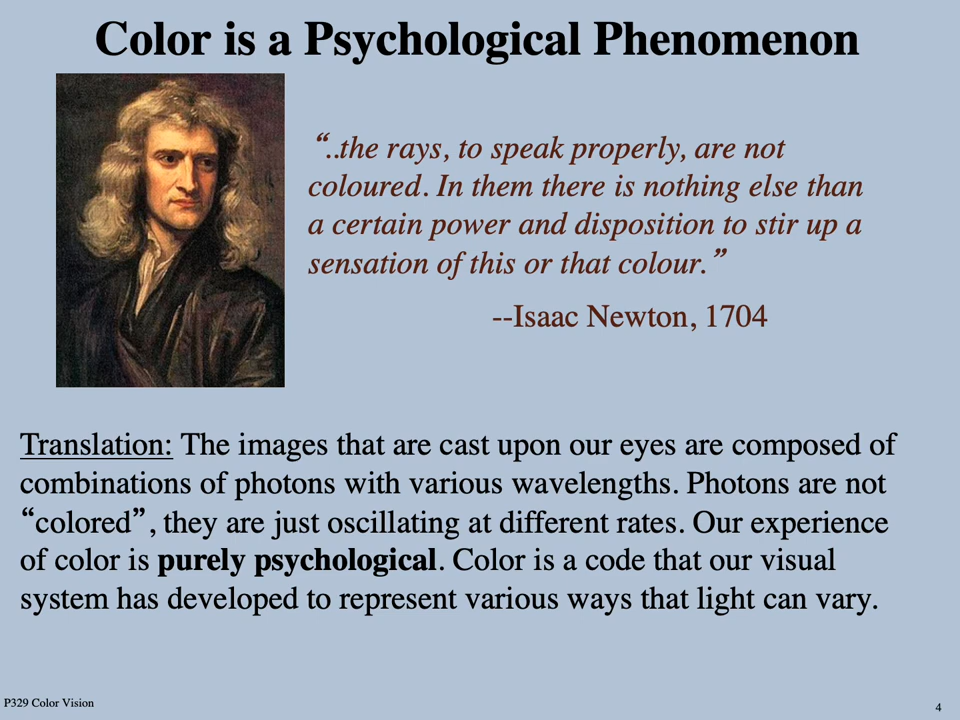 Color is a Psychological Phenomenon
“..the rays, to speak properly, are not
coloured. In them there is nothing else than
a certain power and disposition to stir up a
sensation of this or that colour.”
--Isaac Newton, 1704
Translation: The images that are cast upon our eyes are composed of
combinations of photons with various wavelengths. Photons are not
“colored”, they are just oscillating at different rates. Our experience
of color is purely psychological. Color is a code that our visual
system has developed to represent various ways that light can vary.
P329 Color Vision
4